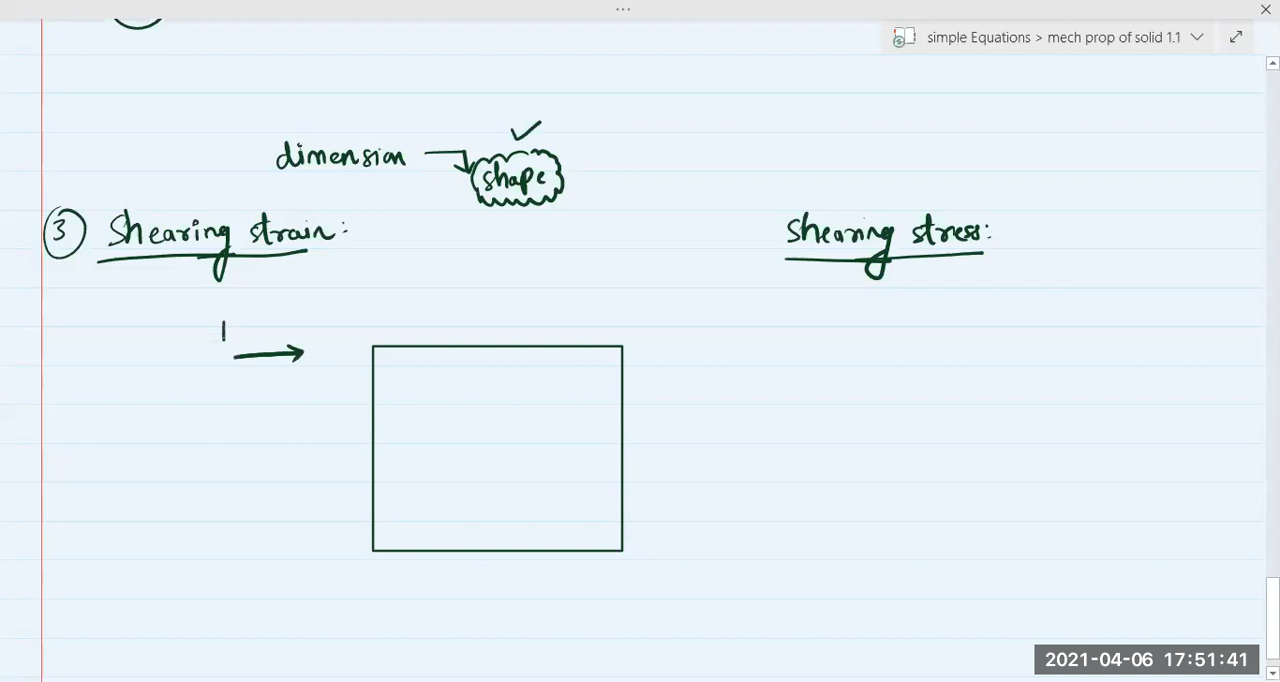 ...
simple Equations > mech prop of solid 1.1
dimension
shape
3 Shearing strain:
Shearing stress:
2021-04-06 17:51:41